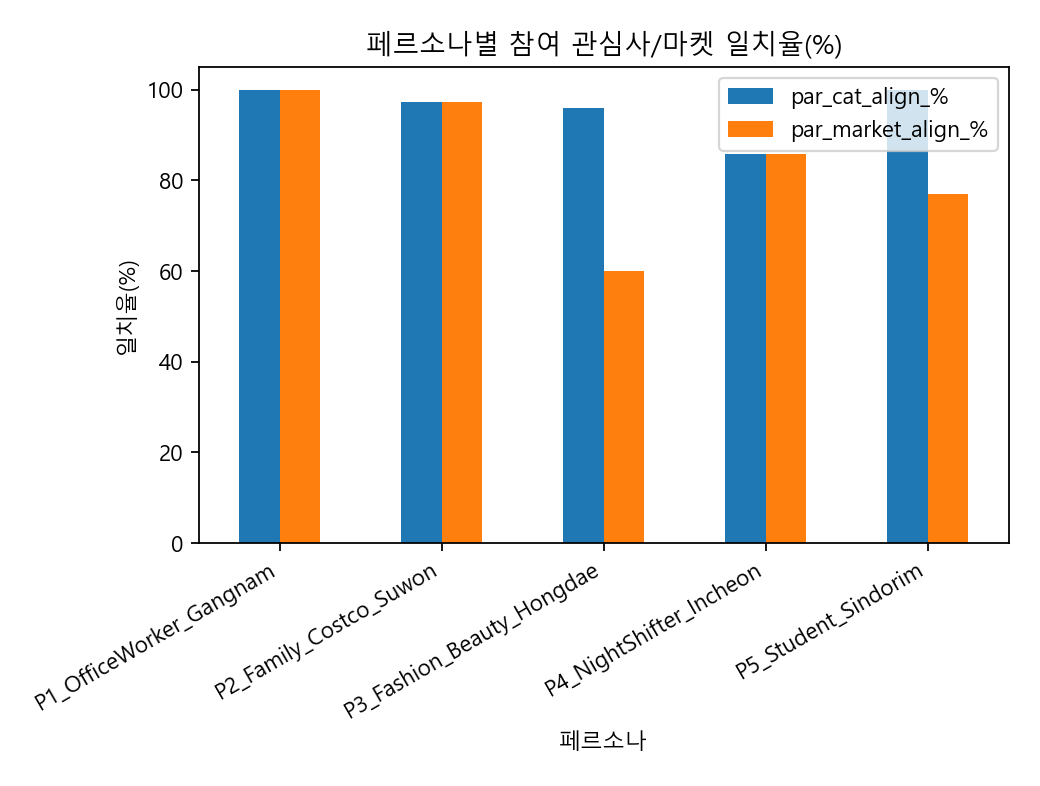 페르소나별 참여 관심사/마켓 일치율(%)
par_cat_align_%
par_market_align_%
일치율(%)
100
80
60
40
20
0
P1_OfficeWorker_Gangnam
P2_Family_Costco_Suwon
P3_Fashion_Beauty_Hongdae
P4_NightShifter_Incheon
P5_Student_Sindorim
페르소나